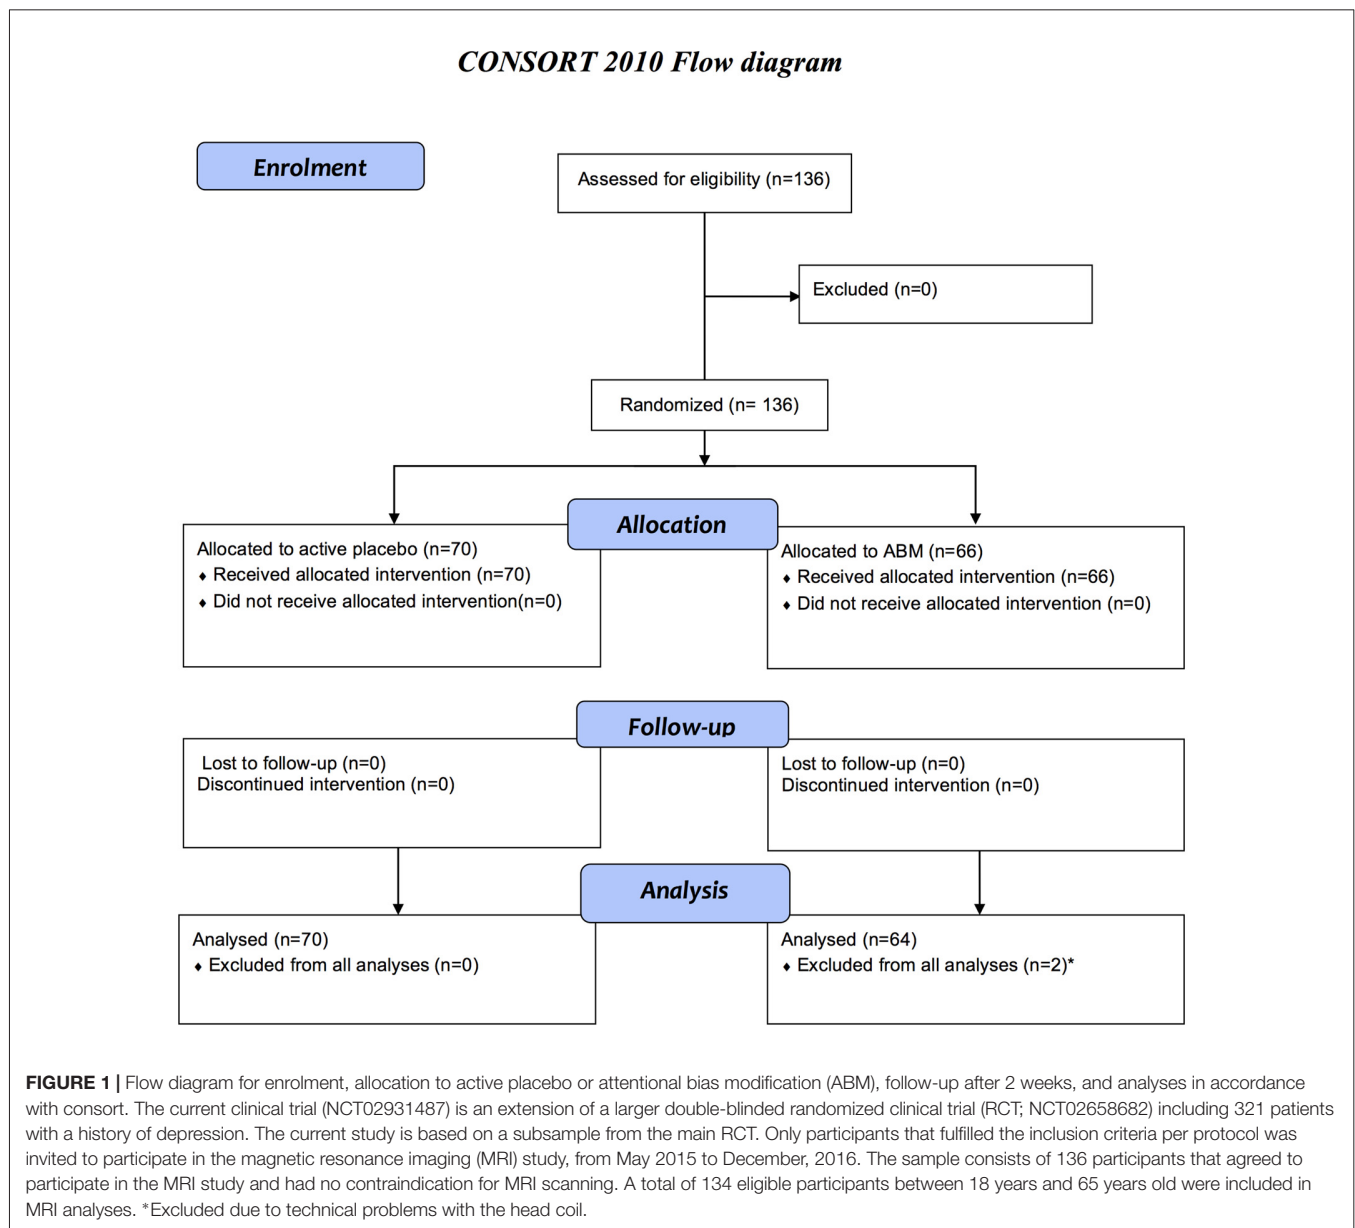 CONSORT 2010 Flow diagram
Enrolment
Assessed for eligibility (n=136)
Excluded (n=0)
Randomized (n= 136)
Allocation
Allocated to active placebo (n=70)
♦ Received allocated intervention (n=70)
♦ Did not receive allocated intervention(n=0)
Allocated to ABM (n=66)
♦ Received allocated intervention (n=66)
♦ Did not receive allocated intervention (n=0)
Follow-up
Lost to follow-up (n=0)
Discontinued intervention (n=0)
Lost to follow-up (n=0)
Discontinued intervention (n=0)
Analysis
Analysed (n=70)
♦ Excluded from all analyses (n=0)
Analysed (n=64)
♦ Excluded from all analyses (n=2)*
FIGURE 1 | Flow diagram for enrolment, allocation to active placebo or attentional bias modification (ABM), follow-up after 2 weeks, and analyses in accordance
with consort. The current clinical trial (NCT02931487) is an extension of a larger double-blinded randomized clinical trial (RCT; NCT02658682) including 321 patients
with a history of depression. The current study is based on a subsample from the main RCT. Only participants that fulfilled the inclusion criteria per protocol was
invited to participate in the magnetic resonance imaging (MRI) study, from May 2015 to December, 2016. The sample consists of 136 participants that agreed to
participate in the MRI study and had no contraindication for MRI scanning. A total of 134 eligible participants between 18 years and 65 years old were included in
MRI analyses. *Excluded due to technical problems with the head coil.